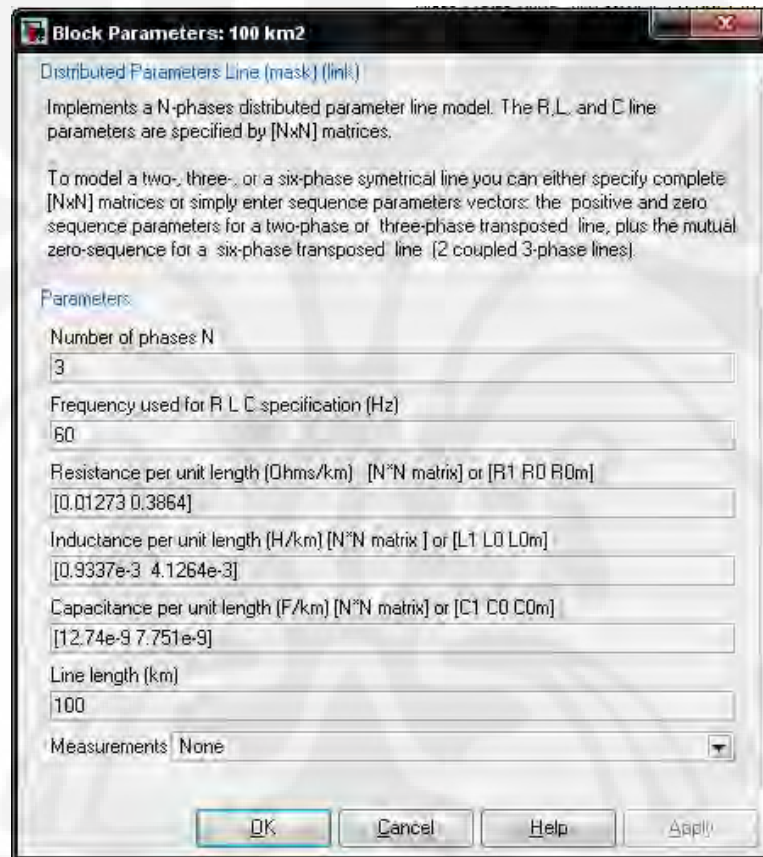 Block Parameters: 100 km2
Distributed Parameters Line (mask) (link)
Implements a N-phases distributed parameter line model. The R,L, and C line
parameters are specified by [NxN] matrices.
To model a two-, three-, or a six-phase symetrical line you can either specify complete
[NxN] matrices or simply enter sequence parameters vectors: the positive and zero
sequence parameters for a two-phase or three-phase transposed line, plus the mutual
zero-sequence for a six-phase transposed line (2 coupled 3-phase lines)
Parameters
Number of phases N
3
Frequency used for R L C specification (Hz)
60
Resistance per unit length (Ohms/km) [N*N matrix] or [R1 R0 R0m]
[0.01273 0.3864]
Inductance per unit length (H/km) [N*N matrix ] or [L1 L0 L0m]
[0.9337e-3 4.1264e-3]
Capacitance per unit length (F/km) [N*N matrix] or [C1 C0 C0m]
[12.74e-9 7.751e-9]
Line length (km)
100
Measurements None
OK Cancel Help Apply